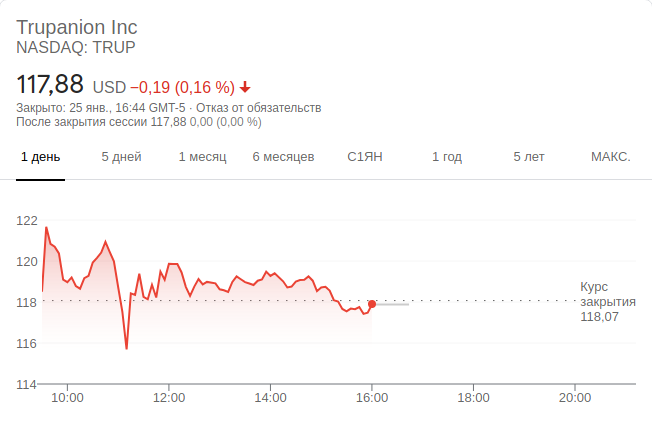 Trupanion Inc
NASDAQ: TRUP
117,88 USD −0,19 (0,16 %)
Закрыто: 25 янв., 16:44 GMT-5 · Отказ от обязательств
После закрытия сессии 117,88 0,00 (0,00 %)
1 день 5 дней 1 месяц 6 месяцев С1ЯН 1 год 5 лет МАКС.
122
120
118
116
114
Курс
закрытия
118,07
10:00 12:00 14:00 16:00 18:00 20:00